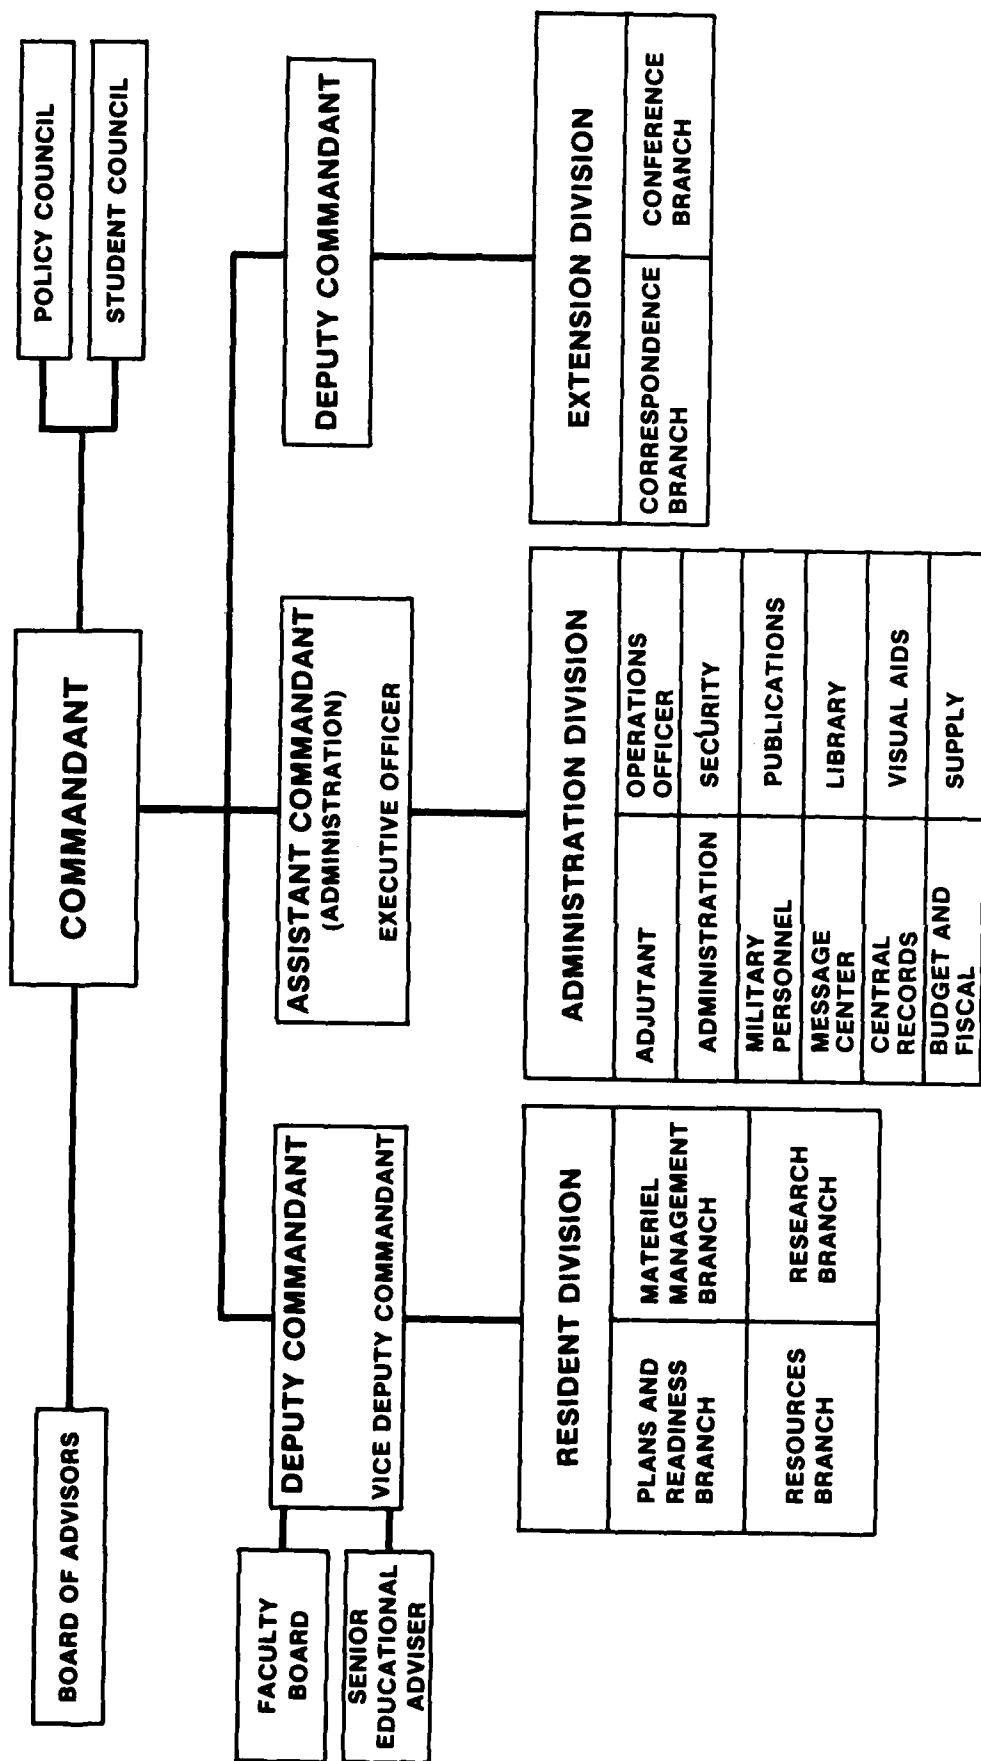 COMMANDANT
BOARD OF ADVISORS
POLICY COUNCIL
STUDENT COUNCIL
FACULTY
BOARD
SENIOR
EDUCATIONAL
ADVISER
DEPUTY COMMANDANT
VICE DEPUTY COMMANDANT
ASSISTANT COMMANDANT
(ADMINISTRATION)
EXECUTIVE OFFICER
DEPUTY COMMANDANT
RESIDENT DIVISION
PLANS AND
READINESS
BRANCH
MATERIEL
MANAGEMENT
BRANCH
RESOURCES
BRANCH
RESEARCH
BRANCH
ADMINISTRATION DIVISION
ADJUTANT
OPERATIONS
OFFICER
ADMINISTRATION
SECURITY
MILITARY
PERSONNEL
PUBLICATIONS
MESSAGE
CENTER
LIBRARY
CENTRAL
RECORDS
VISUAL AIDS
BUDGET AND
FISCAL
SUPPLY
EXTENSION DIVISION
CORRESPONDENCE
BRANCH
CONFERENCE
BRANCH